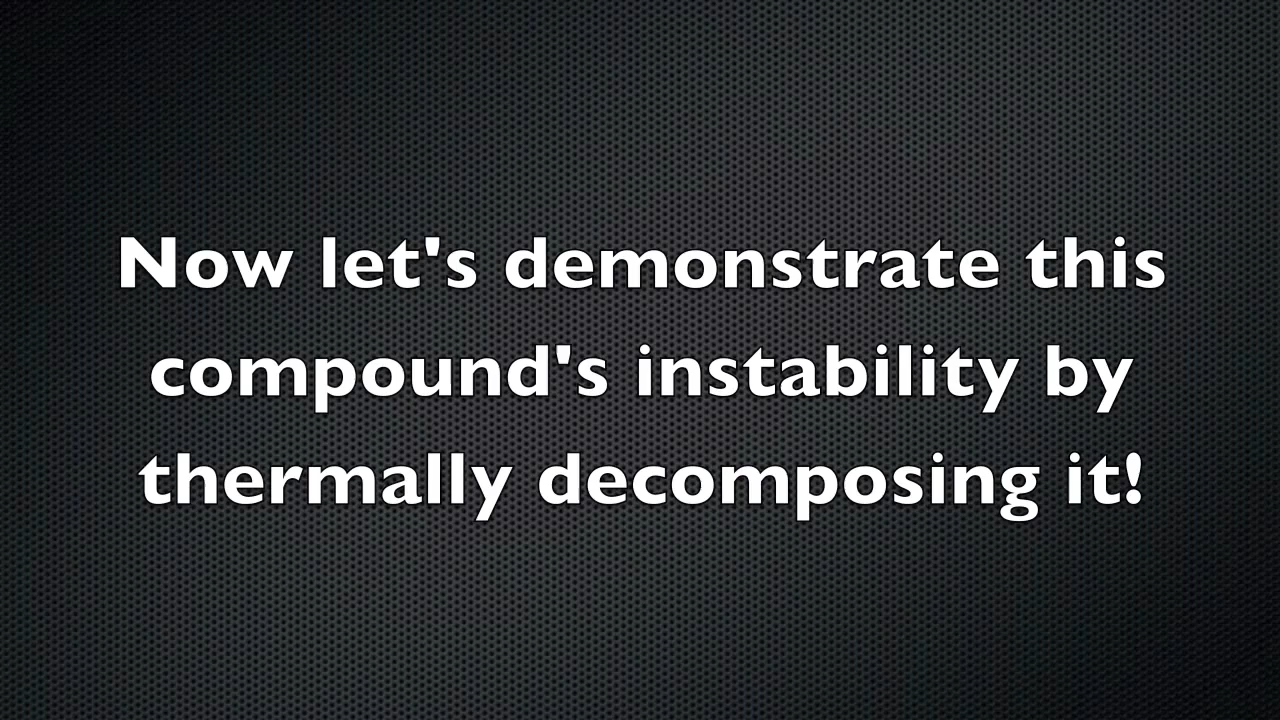 Now let's demonstrate this
compound's instability by
thermally decomposing it!